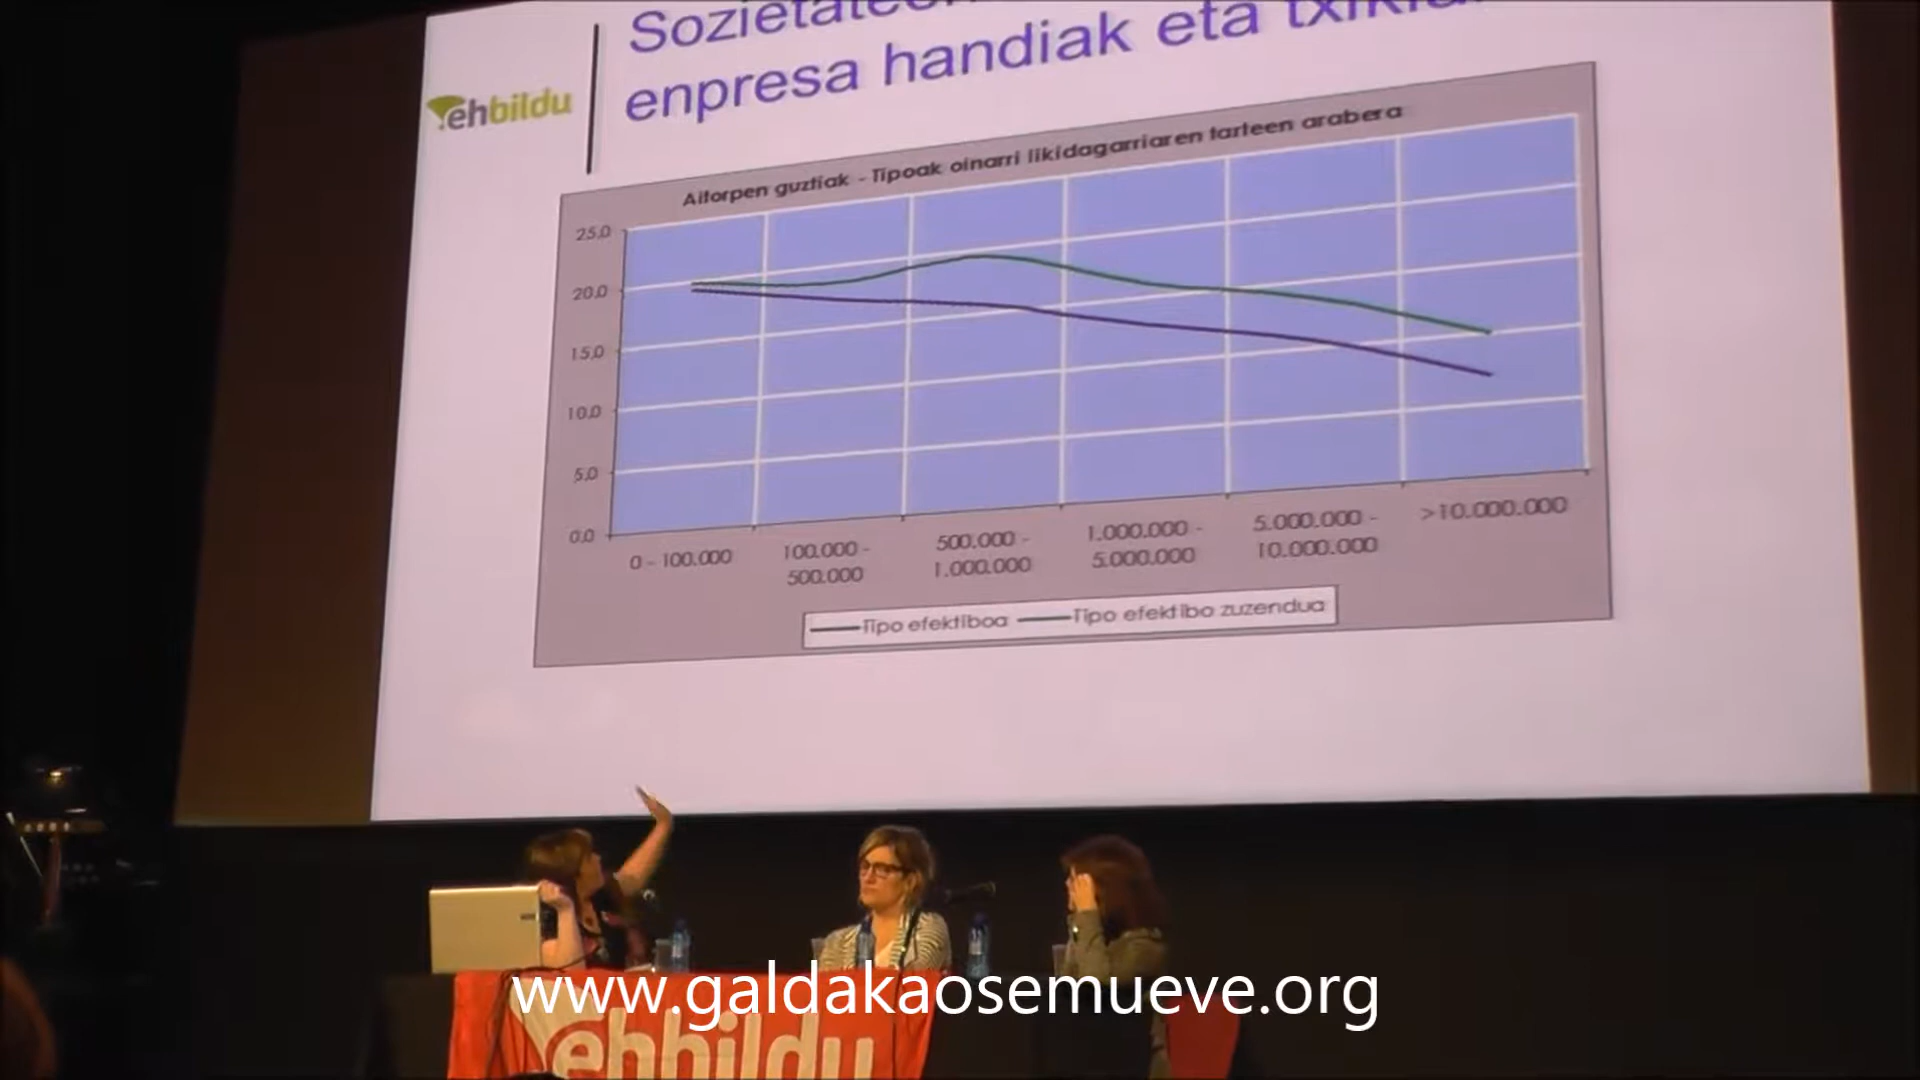 enpresa handiak eta
ehbildu
Aitorpen guztiak - Tipoak oinarri likidagarriaren tarteen arabera
25,0
20,0
15,0
10,0
5,0
0,0
0 - 100.000
100.000 -
500.000
500.000 -
1.000.000
1.000.000 -
5.000.000
5.000.000 -
10.000.000
>10.000.000
Tipo efektiboa
Tipo efektibo zuzendua
www.galdakaosemueve.org
ehbildu